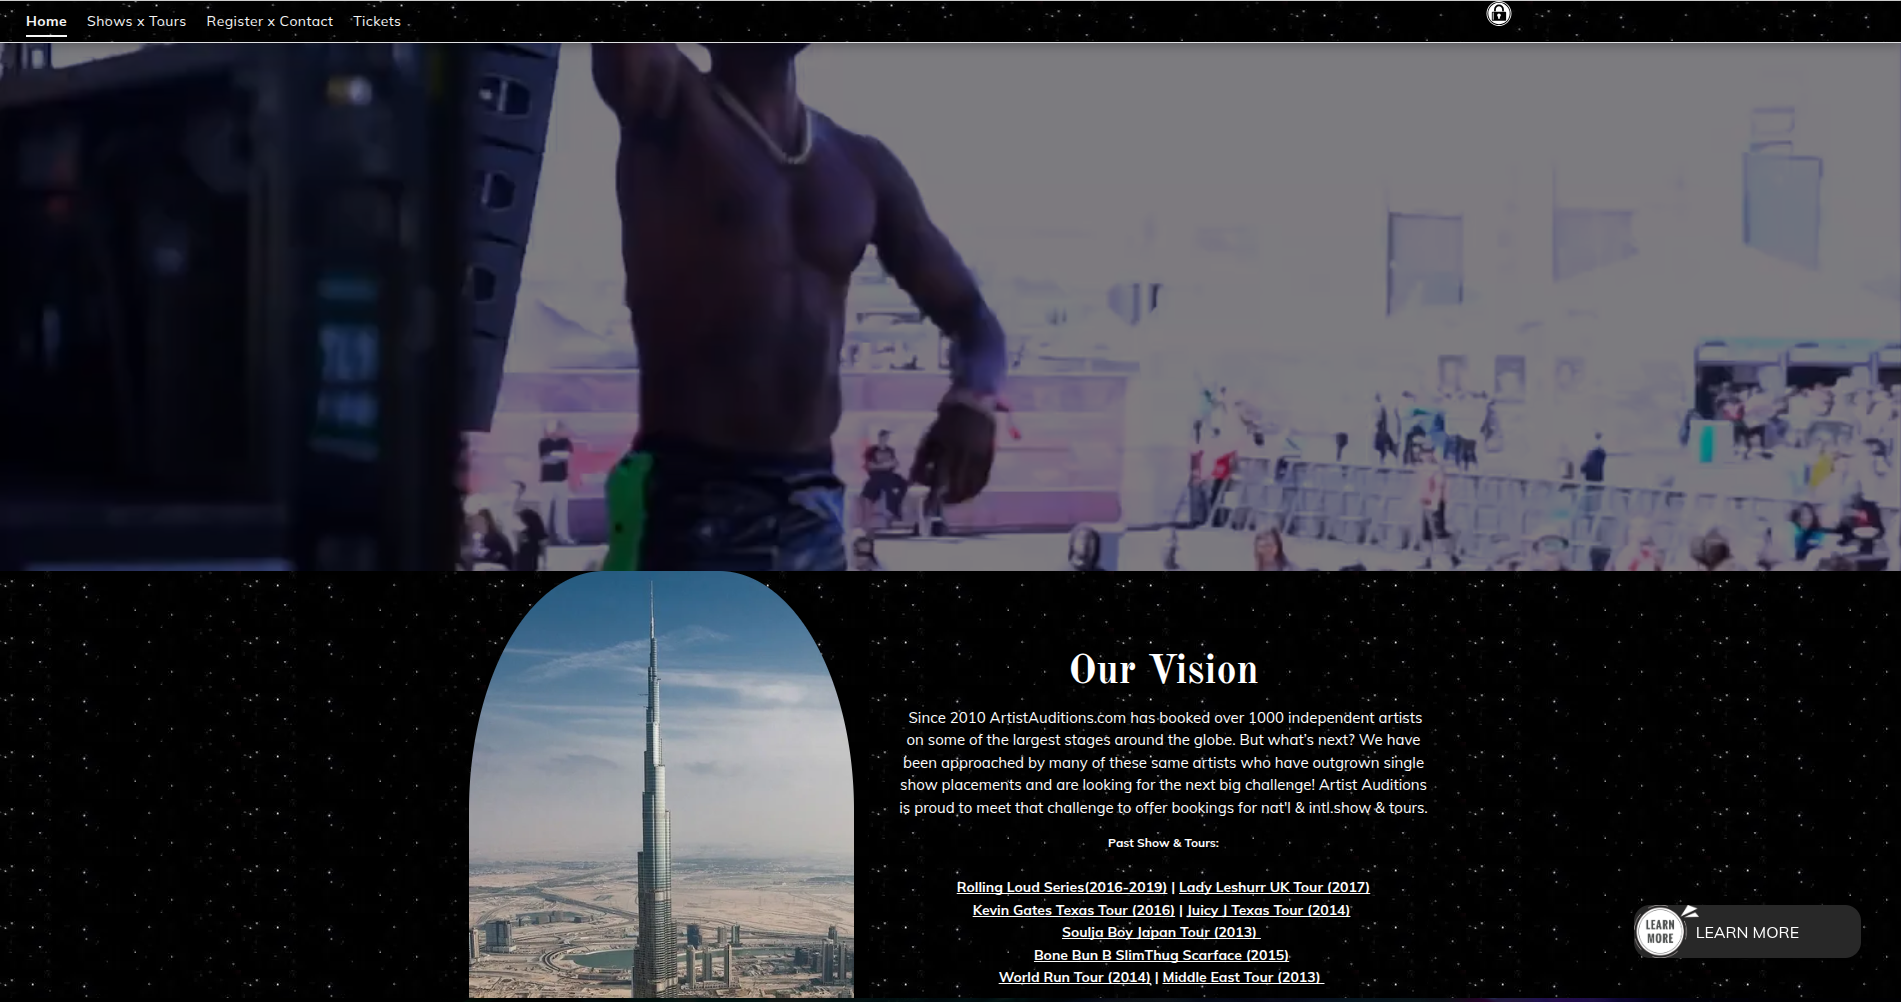 Home Shows x Tours Register x Contact Tickets
Our Vision
Since 2010 ArtistAuditions.com has booked over 1000 independent artists
on some of the largest stages around the globe. But what's next? We have
been approached by many of these same artists who have outgrown single
show placements and are looking for the next big challenge! Artist Auditions
is proud to meet that challenge to offer bookings for nat'l & intl.show & tours.
Past Show & Tours:
Rolling Loud Series(2016-2019) | Lady Leshurr UK Tour (2017)
Kevin Gates Texas Tour (2016) | Juicy J Texas Tour (2014)
Soulja Boy Japan Tour (2013)
Bone Bun B SlimThug Scarface (2015)
World Run Tour (2014) | Middle East Tour (2013)
LEARN
MORE
LEARN MORE